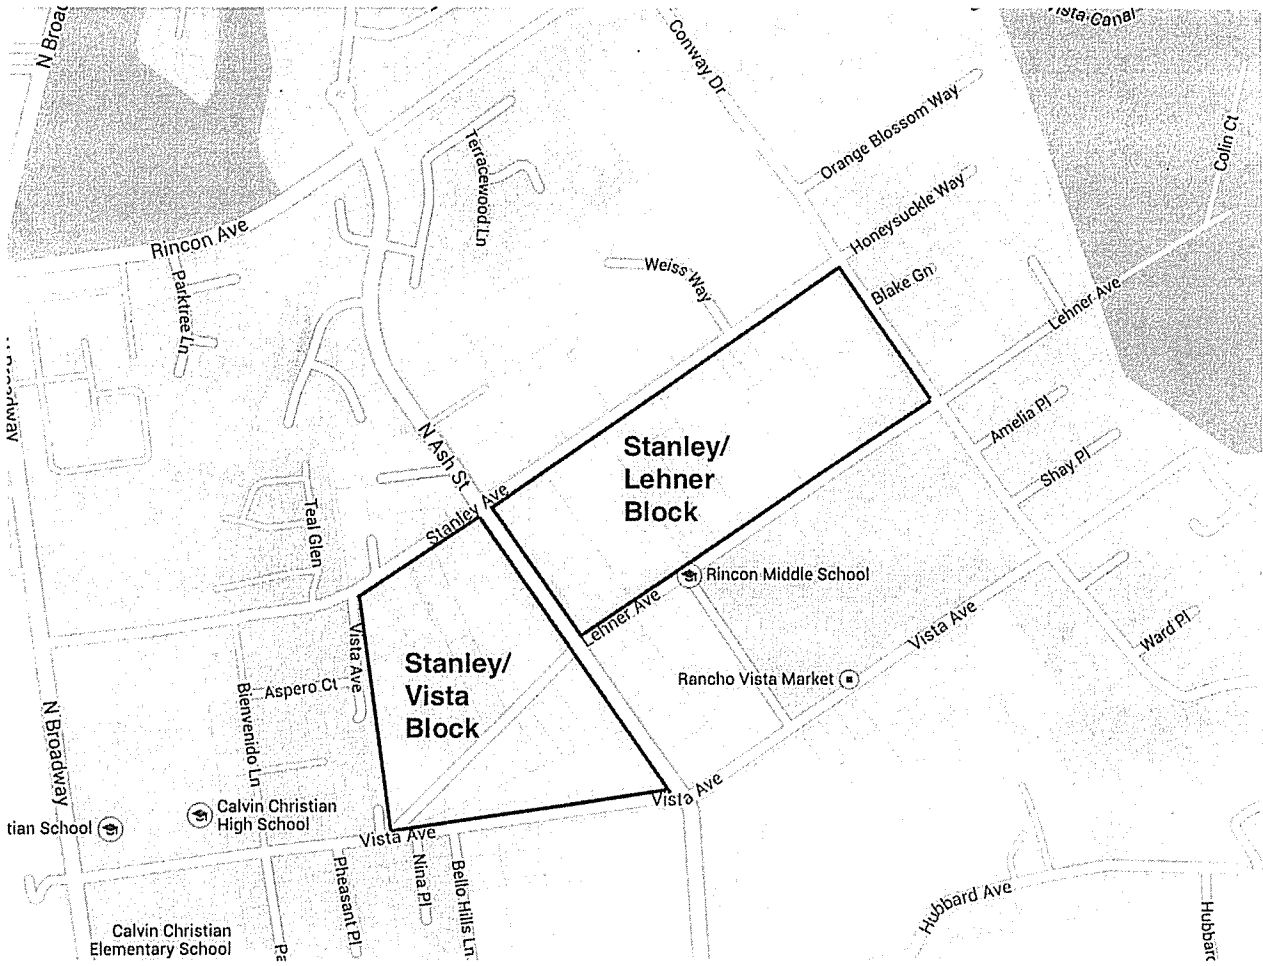 N Broad
Vista Canal
Conway Dr
Orange Blossom Way
Colin Ct
Terracewood Ln
Honeysuckle Way
Rincon Ave
Weiss Way
Parktree Ln
Blake Gn
Lehner Ave
N Broadway
Amelia Pl
N Ash St
Stanley/
Lehner
Block
Shay Pl
Stanley Ave
Teal Glen
Rincon Middle School
Lehner Ave
Vista Ave
Ward Pl
Vista Ave
Stanley/
Vista
Block
Aspero Ct
Bienvenido Ln
Rancho Vista Market
N Broadway
Vista Ave
Calvin Christian
High School
tian School
Vista Ave
Pheasant Pl
Nina Pl
Bello Hills Ln
Hubbard Ave
Hubbard
Calvin Christian
Elementary School
Pa